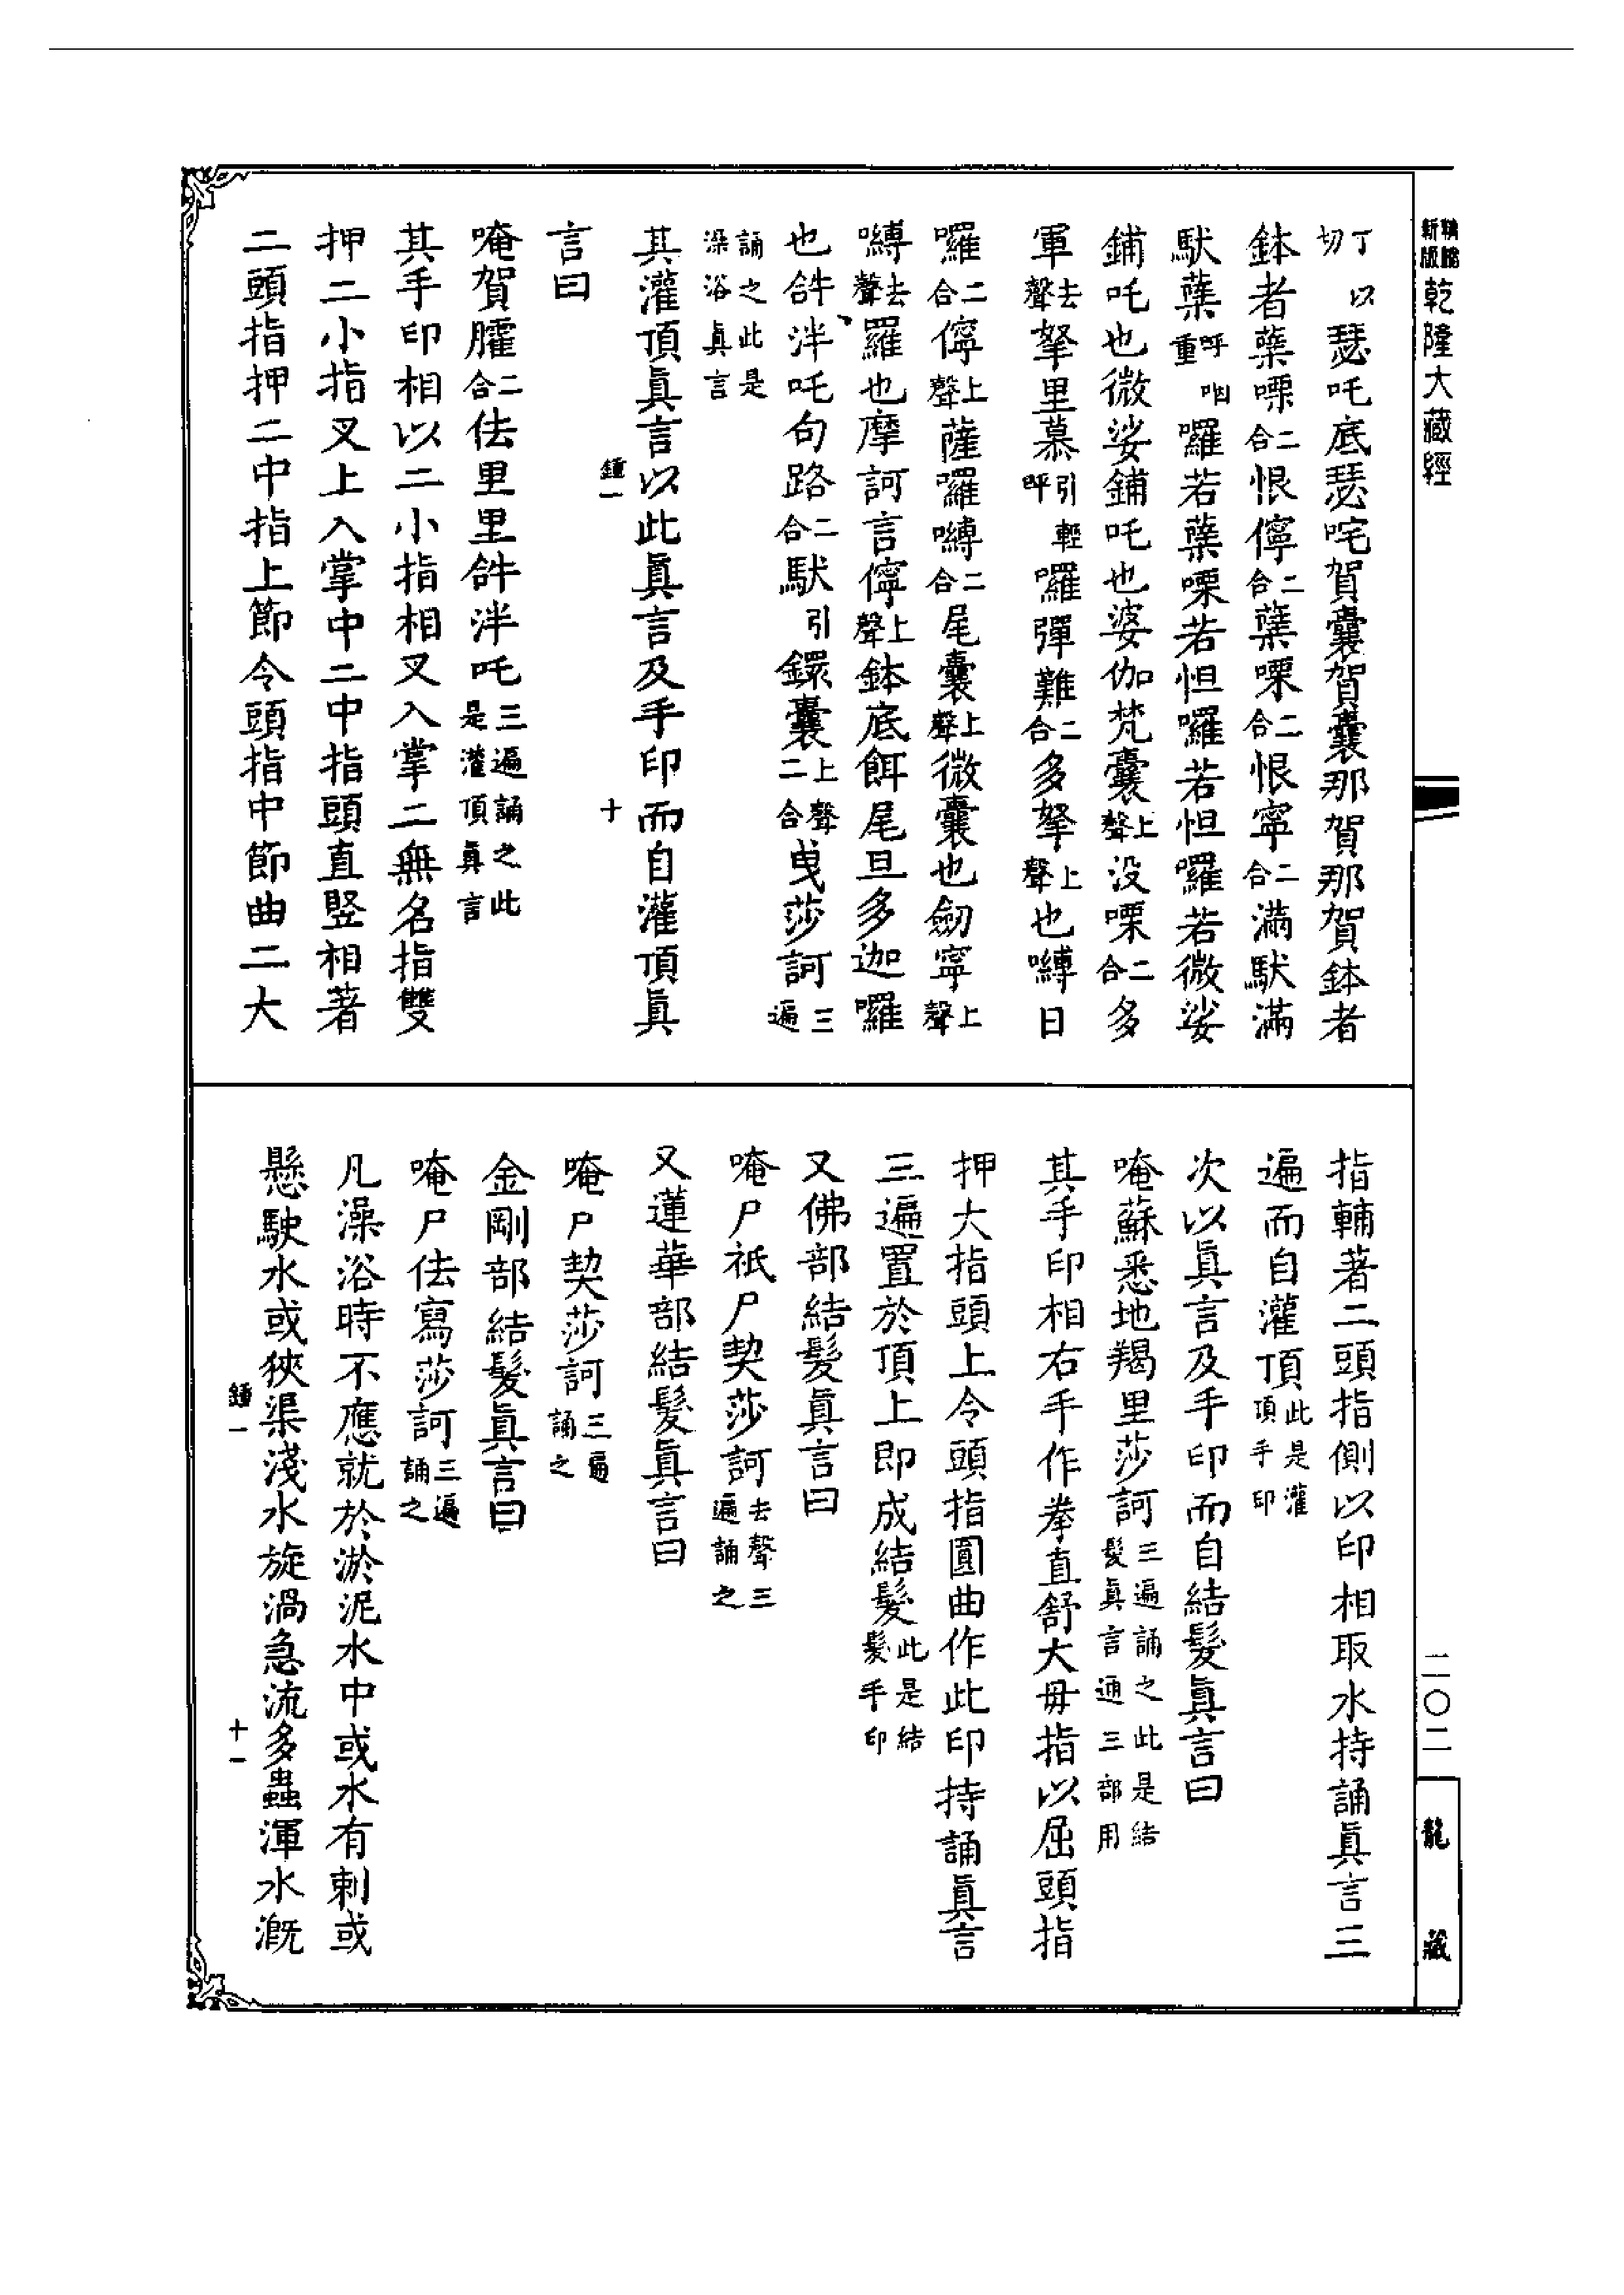 新版 乾隆大藏經
丁以切瑟吒底瑟咤賀囊賀囊那賀那賀鉢者
鉢者蘖㗚二合恨儜二合蘖㗚二合恨寧二合滿馱滿
馱蘖呼重囉若蘖㗚若怛囉若怛囉若微娑
鋪吒也微娑鋪吒也婆伽梵囊上聲没㗚二合多
軍去聲拏里慕引呼輕囉彈難二合多拏上聲也嚩日
囉二合儜上聲薩囉嚩二合尾囊上聲微囊也劒寧上聲
嚩去聲羅也摩訶言儜上聲鉢底餌尾旦多迦囉
也合牛泮吒句路二合馱引鐶囊上聲二合曵莎訶三遍
誦之此是澡浴真言
其灌頂真言以此真言及手印而自灌頂真
鍾一 十
言曰
唵賀臛二合佉里里合牛泮吒三遍誦之此是灌頂真言
其手印相以二小指相叉入掌二無名指雙
押二小指叉上入掌中二中指頭直竪相著
二頭指押二中指上節令頭指中節曲二大
指輔著二頭指側以印相取水持誦真言三
遍而自灌頂此是灌頂手印
次以真言及手印而自結髮真言曰
唵蘇悉地羯里莎訶三遍誦之此是結髮真言通三部用
其手印相右手作拳直舒大毋指以屈頭指
押大指頭上令頭指圓曲作此印持誦真言
三遍置於頂上即成結髮此是結髮手印
又佛部結髮真言曰
唵尸祇尸契莎訶去聲三遍誦之
又蓮華部結髮真言曰
唵尸契莎訶三遍誦之
金剛部結髮真言曰
唵尸佉寫莎訶三遍誦之
凡澡浴時不應就於淤泥水中或水有刺或
懸駛水或狹渠淺水旋渦急流多蟲渾水溉
鍾一 十一
二〇二
龍藏